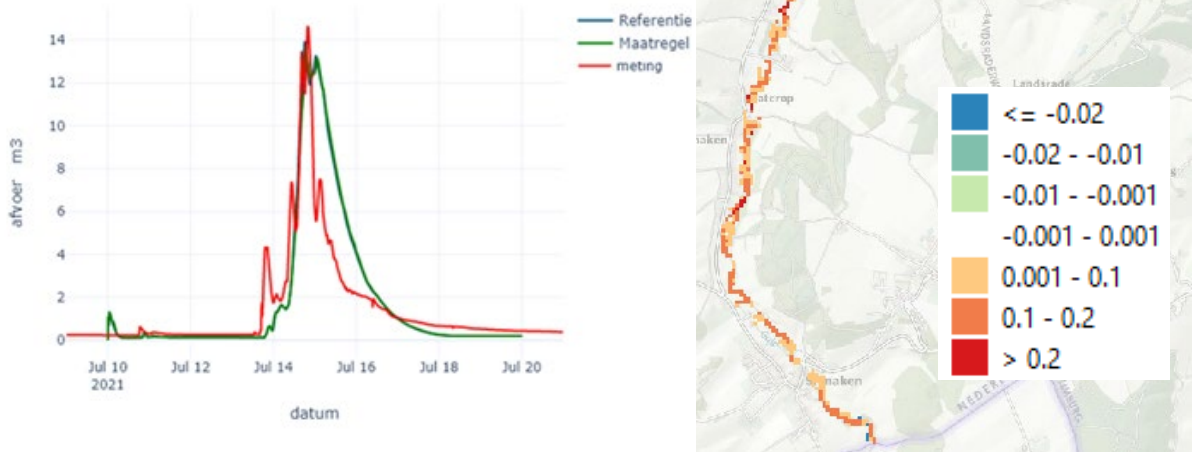 Referentie
Maatregel
meting
14
12
10
8
6
4
2
0
afvoer m3
Jul 10
2021
Jul 12
Jul 14
Jul 16
Jul 18
Jul 20
datum
<= -0.02
-0.02 - -0.01
-0.01 - -0.001
-0.001 - 0.001
0.001 - 0.1
0.1 - 0.2
> 0.2
Landsrade
naken